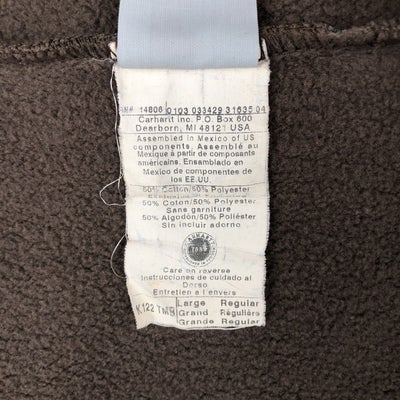 RN# 14806 0103 033429 31635 04
Carhartt Inc. P.O. Box 600
Dearborn, MI 48121 USA
Assembled in Mexico of US
components, Assemblé au
Mexique à partir de composants
américains. Ensamblado en
Mexico de componentes de
los EE.UU.
50% Cotton/50% Polyester
50% Coton/50% Polyester
Sans garniture
50% Algodón/50% Poliéster
Sin incluir adorno
Care on reverse
Instrucciones de cuidado al
Dorso
Entretien a l'envers
K122 TMB
Large Regular
Grand Régulière
Grande Regular